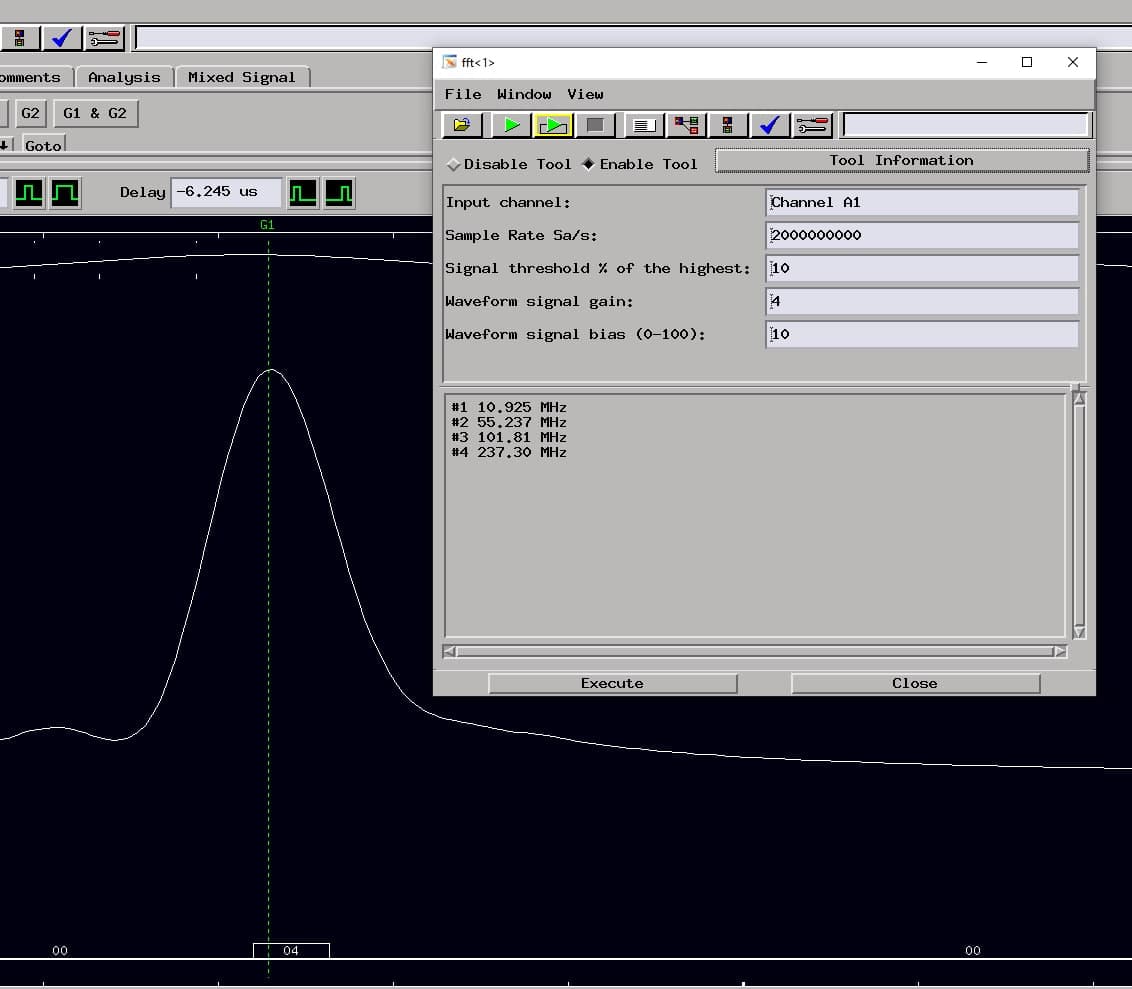 fft<1>
File Window View
omments Analysis Mixed Signal
G2 G1 & G2
Goto
Disable Tool Enable Tool Tool Information
Delay -6.245 us
G1
Input channel: Channel A1
Sample Rate Sa/s: 2000000000
Signal threshold % of the highest: 10
Waveform signal gain: 4
Waveform signal bias (0-100): 10
#1 10.925 MHz
#2 55.237 MHz
#3 101.81 MHz
#4 237.30 MHz
Execute Close
00 04 00